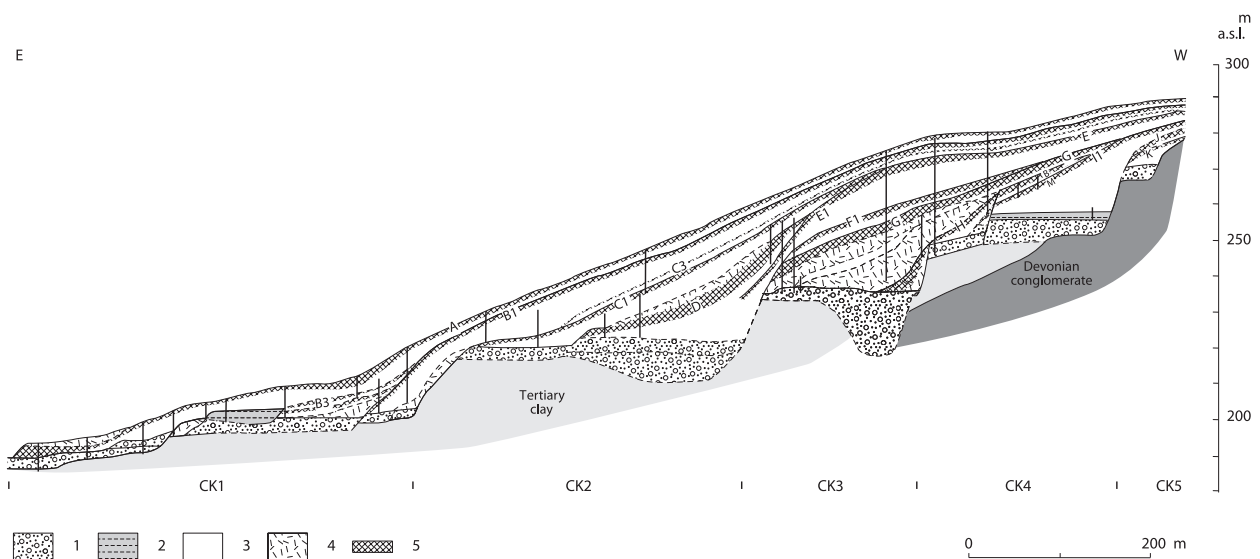 m
a.s.l.
E
W
300
250
200
A
B1
B3
C1
C3
D
E
E1
F1
G
G
H
I1
B
M
J
K
Devonian
conglomerate
Tertiary
clay
CK1
CK2
CK3
CK4
CK5
1
2
3
4
5
0
200 m